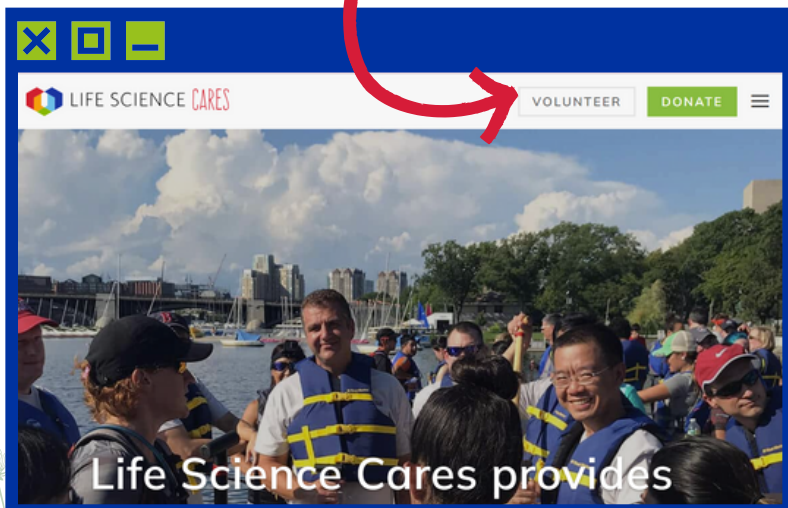 LIFE SCIENCE CARES
VOLUNTEER
DONATE
Life Science Cares provides